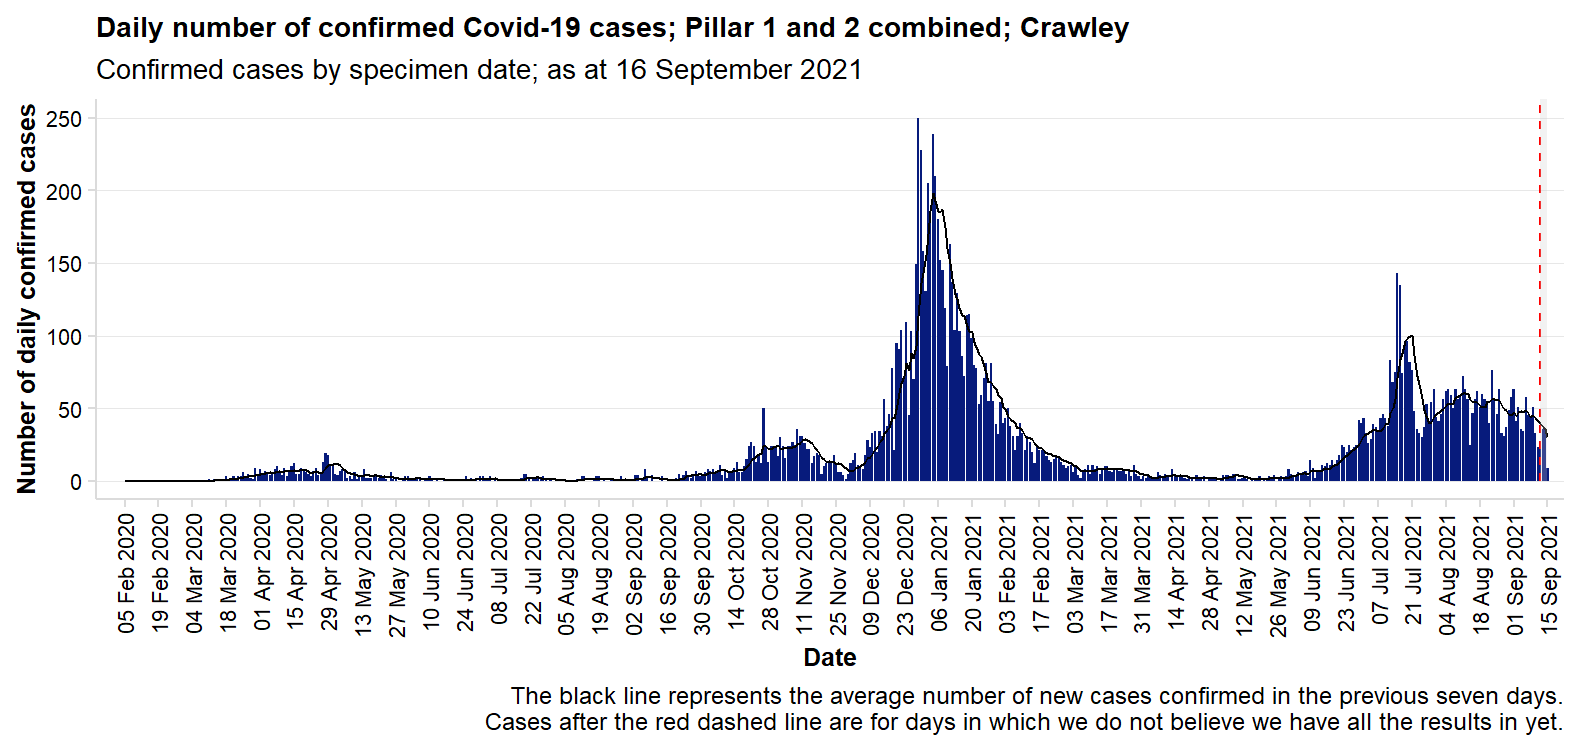 Daily number of confirmed Covid-19 cases; Pillar 1 and 2 combined; Crawley
Confirmed cases by specimen date; as at 16 September 2021
Number of daily confirmed cases
250
200
150
100
50
0
05 Feb 2020
19 Feb 2020
04 Mar 2020
18 Mar 2020
01 Apr 2020
15 Apr 2020
29 Apr 2020
13 May 2020
27 May 2020
10 Jun 2020
24 Jun 2020
08 Jul 2020
22 Jul 2020
05 Aug 2020
19 Aug 2020
02 Sep 2020
16 Sep 2020
30 Sep 2020
14 Oct 2020
28 Oct 2020
11 Nov 2020
25 Nov 2020
09 Dec 2020
23 Dec 2020
06 Jan 2021
20 Jan 2021
03 Feb 2021
17 Feb 2021
03 Mar 2021
17 Mar 2021
31 Mar 2021
14 Apr 2021
28 Apr 2021
12 May 2021
26 May 2021
09 Jun 2021
23 Jun 2021
07 Jul 2021
21 Jul 2021
04 Aug 2021
18 Aug 2021
01 Sep 2021
15 Sep 2021
Date
The black line represents the average number of new cases confirmed in the previous seven days.
Cases after the red dashed line are for days in which we do not believe we have all the results in yet.